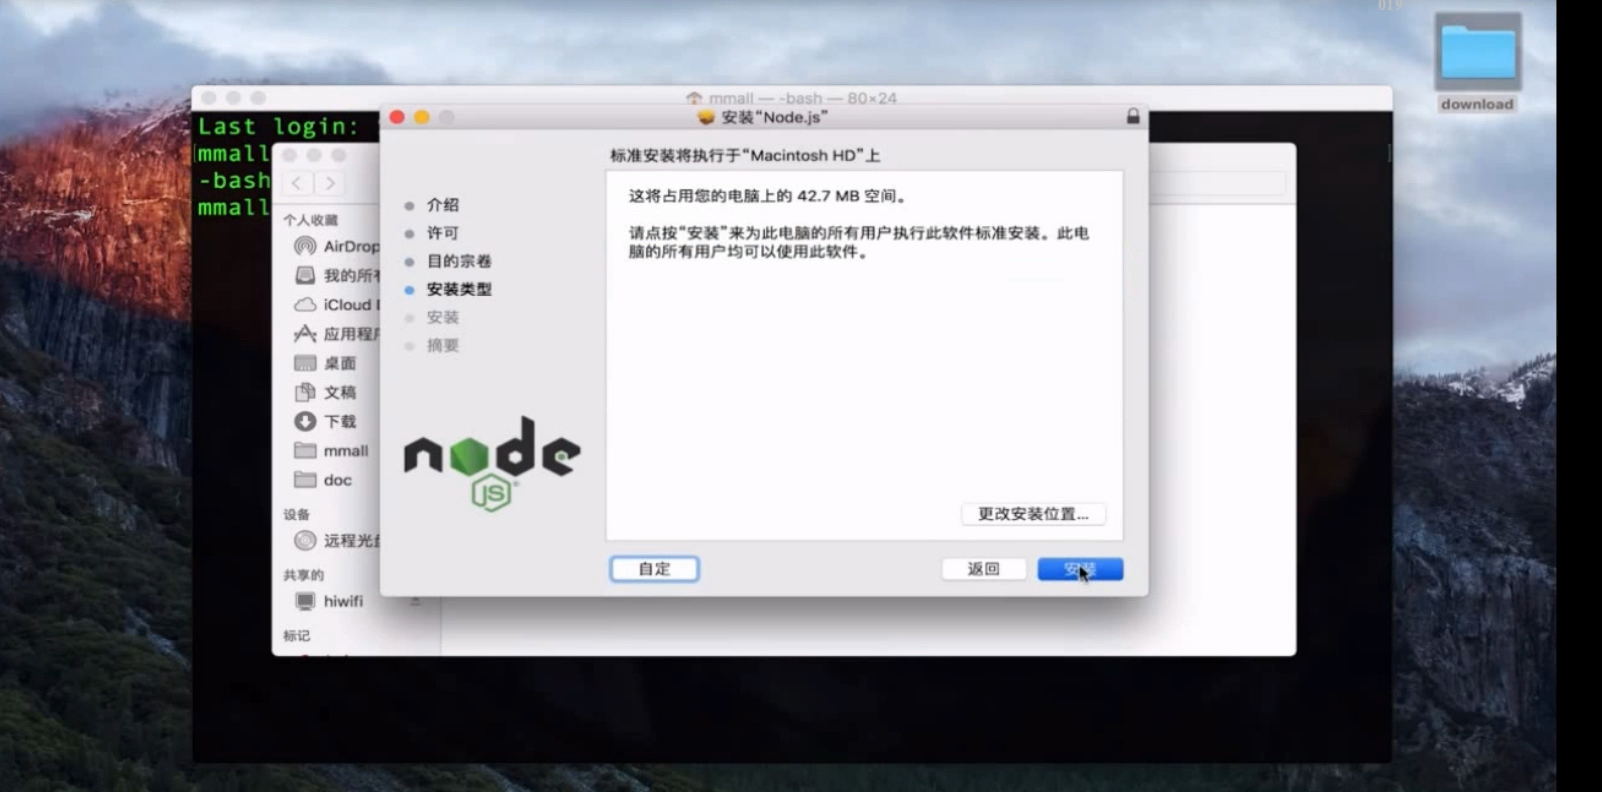 019
download
mmall — -bash — 80×24
Last login:
mmall
-bash
mmall
安装“Node.js”
标准安装将执行于“Macintosh HD”上
这将占用您的电脑上的 42.7 MB 空间。
请点按“安装”来为此电脑的所有用户执行此软件标准安装。此电
脑的所有用户均可以使用此软件。
介绍
许可
目的宗卷
安装类型
安装
摘要
node
JS
更改安装位置...
自定
返回
安装
个人收藏
AirDrop
我的所有
iCloud
应用程序
桌面
文稿
下载
mmall
doc
设备
远程光盘
共享的
hiwifi
标记